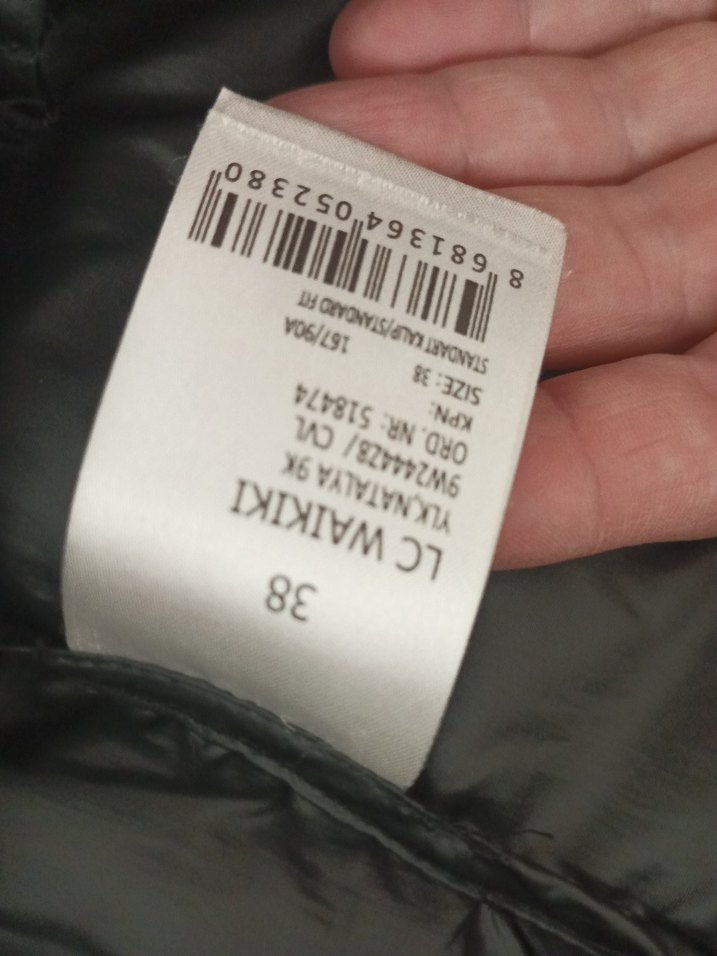 38
LC WAIKIKI
YLK,NATALYA 9K
9W2444Z8/ CVL
ORD. NR: 518474
KPN:
SIZE: 38 167/90A
STANDART KALIP/STANDARD FIT
8 681364 052380